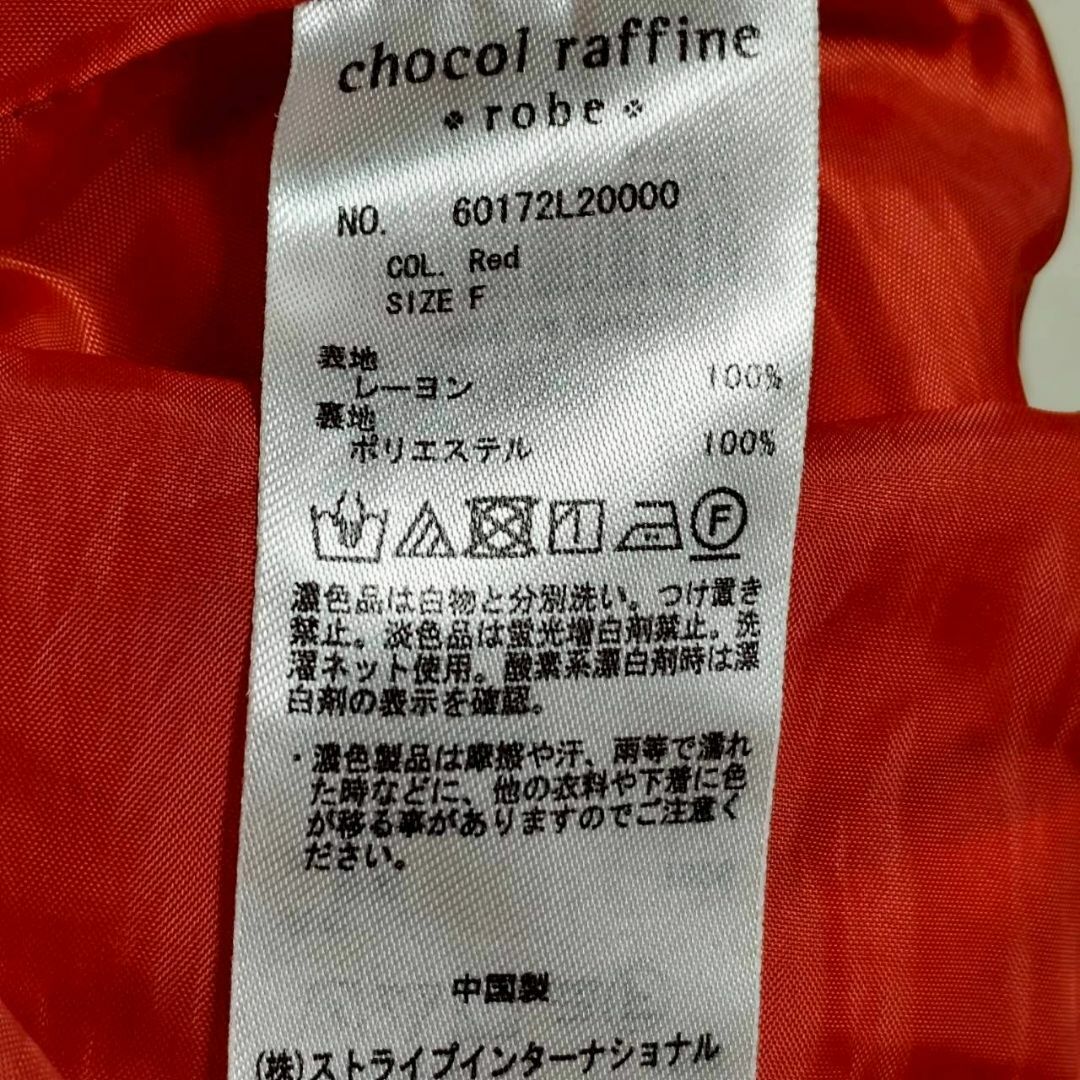 chocol raffine
robe
NO. 60172L20000
COL. Red
SIZE F
表地
レーヨン 100%
裏地
ポリエステル 100%
F
濃色品は白物と分別洗い。つけ置き
禁止。淡色品は蛍光増白剤禁止。洗
濯ネット使用。酸素系漂白剤時は漂
白剤の表示を確認。
・濃色製品は摩擦や汗、雨等で濡れ
た時などに、他の衣料や下着に色
が移る事がありますのでご注意く
ださい。
中国製
(株)ストライプインターナショナル